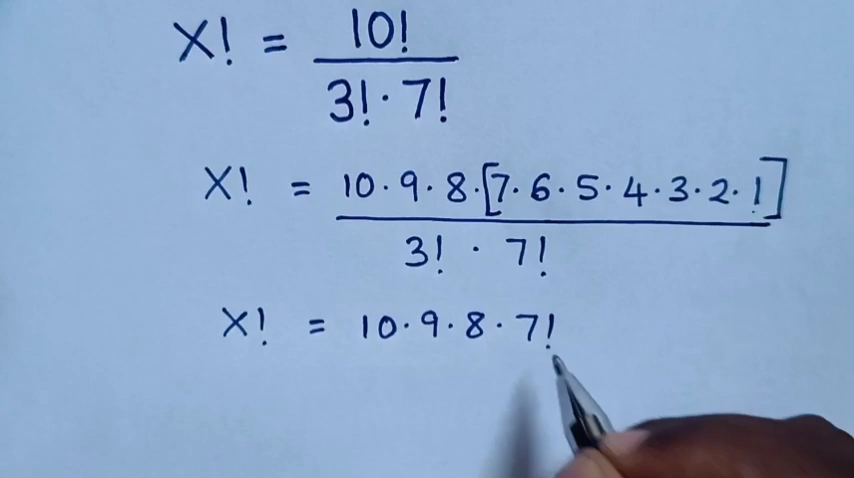 X! = 10!
3! · 7!
X! = 10 · 9 · 8 · [7 · 6 · 5 · 4 · 3 · 2 · 1]
3! · 7!
X! = 10 · 9 · 8 · 7!